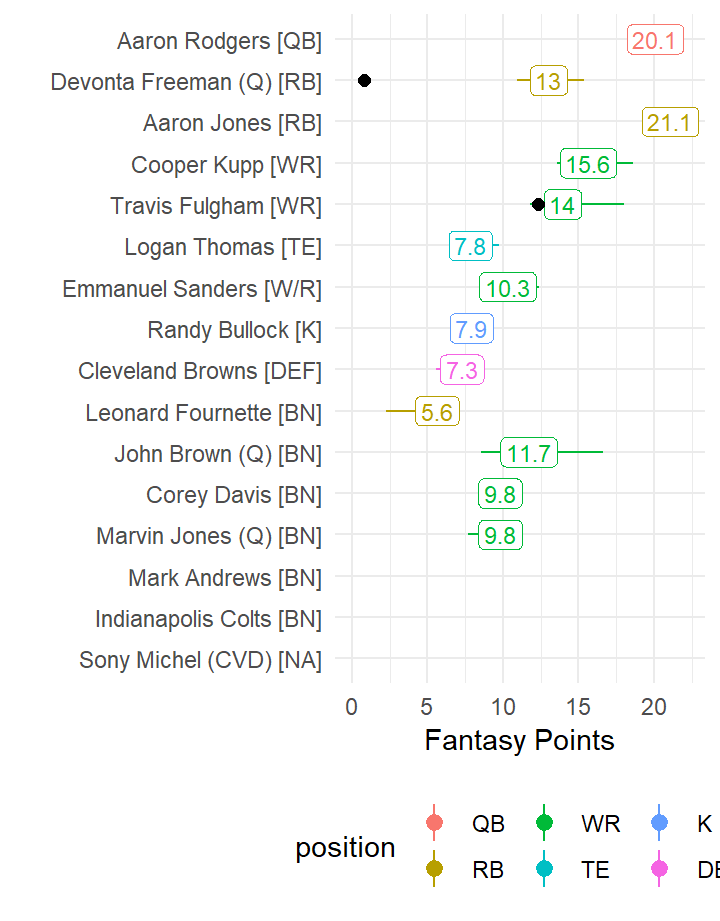 Aaron Rodgers [QB] 20.1
Devonta Freeman (Q) [RB] 13
Aaron Jones [RB] 21.1
Cooper Kupp [WR] 15.6
Travis Fulgham [WR] 14
Logan Thomas [TE] 7.8
Emmanuel Sanders [W/R] 10.3
Randy Bullock [K] 7.9
Cleveland Browns [DEF] 7.3
Leonard Fournette [BN] 5.6
John Brown (Q) [BN] 11.7
Corey Davis [BN] 9.8
Marvin Jones (Q) [BN] 9.8
Mark Andrews [BN]
Indianapolis Colts [BN]
Sony Michel (CVD) [NA]
0 5 10 15 20
Fantasy Points
position
QB WR K
RB TE